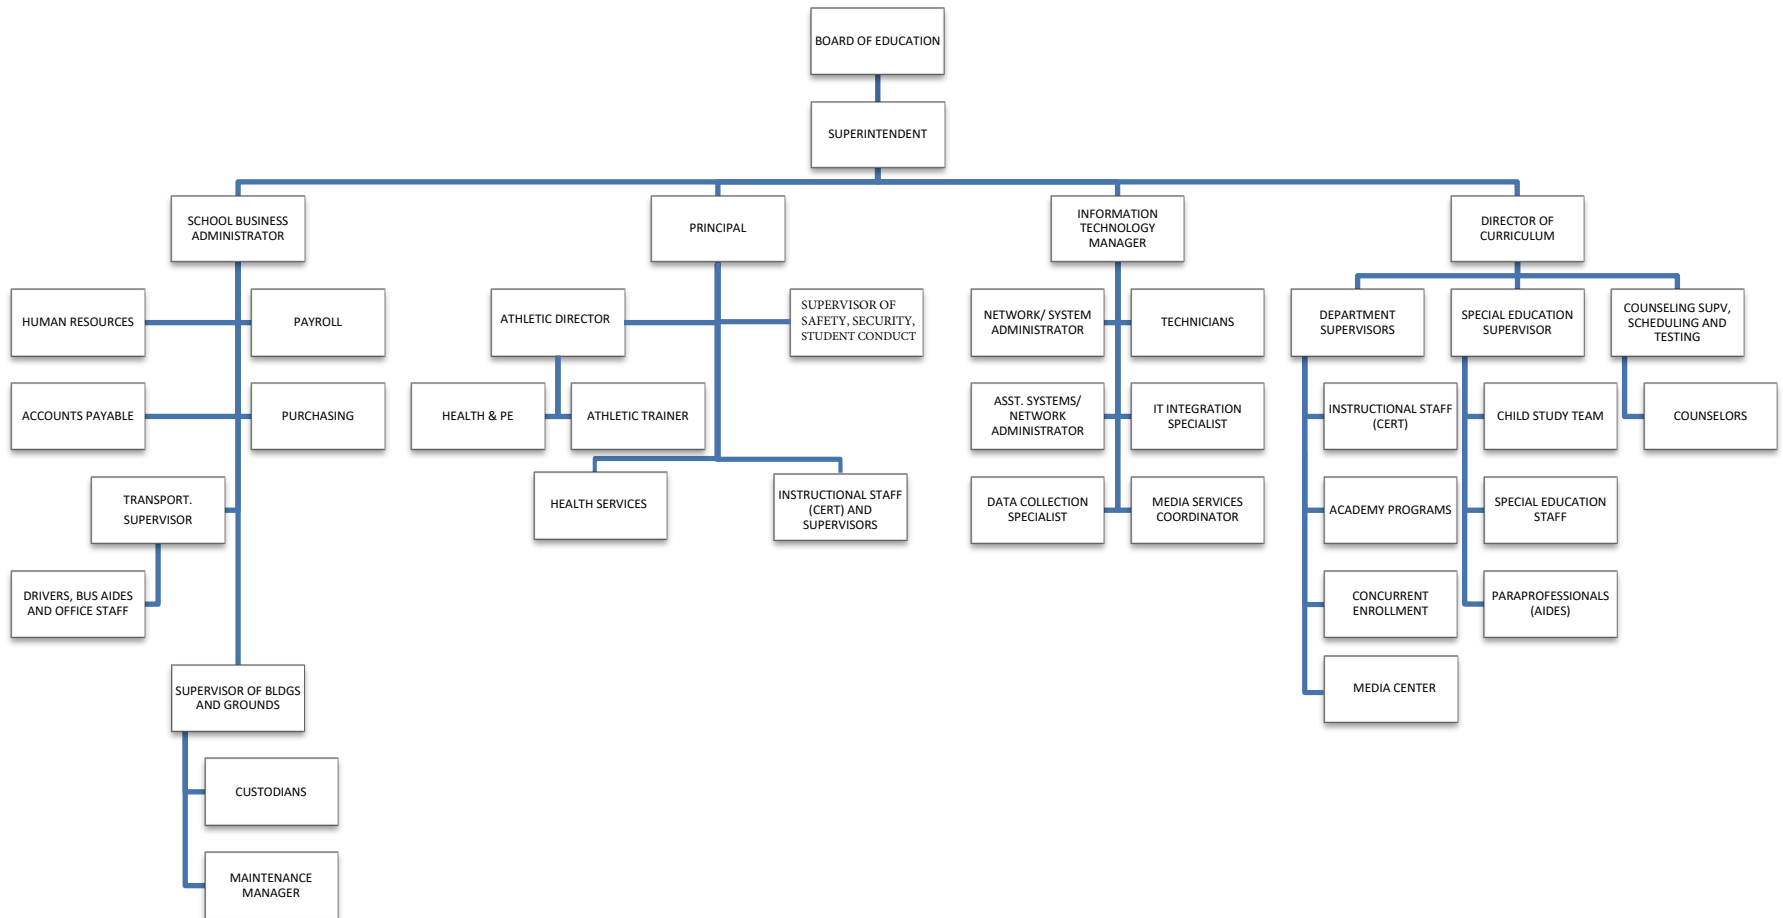 BOARD OF EDUCATION
SUPERINTENDENT
SCHOOL BUSINESS
ADMINISTRATOR
PRINCIPAL
INFORMATION
TECHNOLOGY
MANAGER
DIRECTOR OF
CURRICULUM
HUMAN RESOURCES
PAYROLL
ATHLETIC DIRECTOR
SUPERVISOR OF
SAFETY, SECURITY,
STUDENT CONDUCT
NETWORK/ SYSTEM
ADMINISTRATOR
TECHNICIANS
DEPARTMENT
SUPERVISORS
SPECIAL EDUCATION
SUPERVISOR
COUNSELING SUPV,
SCHEDULING AND
TESTING
ACCOUNTS PAYABLE
PURCHASING
HEALTH & PE
ATHLETIC TRAINER
ASST. SYSTEMS/
NETWORK
ADMINISTRATOR
IT INTEGRATION
SPECIALIST
INSTRUCTIONAL STAFF
(CERT)
CHILD STUDY TEAM
COUNSELORS
TRANSPORT.
SUPERVISOR
HEALTH SERVICES
INSTRUCTIONAL STAFF
(CERT) AND
SUPERVISORS
DATA COLLECTION
SPECIALIST
MEDIA SERVICES
COORDINATOR
ACADEMY PROGRAMS
SPECIAL EDUCATION
STAFF
DRIVERS, BUS AIDES
AND OFFICE STAFF
CONCURRENT
ENROLLMENT
PARAPROFESSIONALS
(AIDES)
SUPERVISOR OF BLDGS
AND GROUNDS
MEDIA CENTER
CUSTODIANS
MAINTENANCE
MANAGER